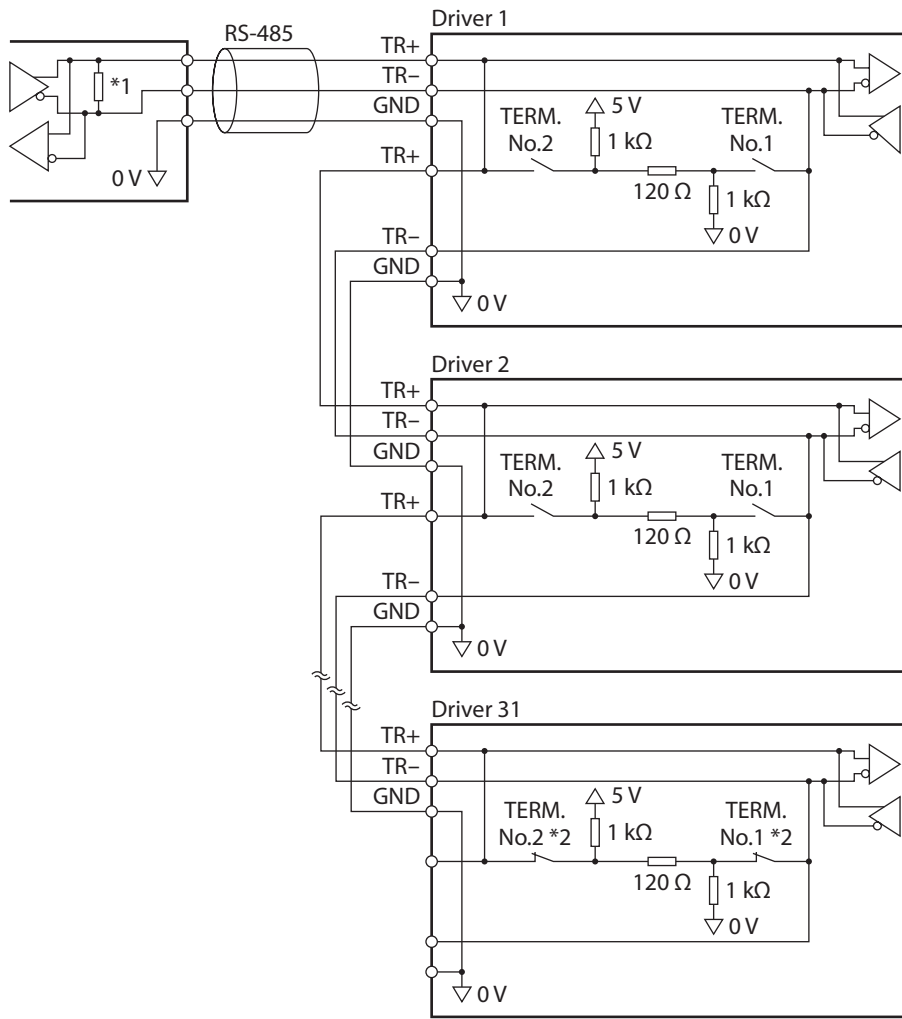 Driver 1
RS-485
TR+
*1
TR–
GND
0 V
TERM.
No.2
5 V
1 kΩ
TERM.
No.1
TR+
120 Ω
1 kΩ
0 V
TR–
GND
0 V
Driver 2
TR+
TR–
GND
TERM.
No.2
5 V
1 kΩ
TERM.
No.1
TR+
120 Ω
1 kΩ
0 V
TR–
GND
0 V
Driver 31
TR+
TR–
GND
TERM.
No.2 *2
5 V
1 kΩ
TERM.
No.1 *2
120 Ω
1 kΩ
0 V
0 V